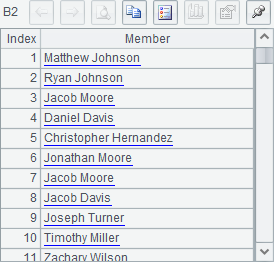 B2
Index Member
1 Matthew Johnson
2 Ryan Johnson
3 Jacob Moore
4 Daniel Davis
5 Christopher Hernandez
6 Jonathan Moore
7 Jacob Moore
8 Jacob Davis
9 Joseph Turner
10 Timothy Miller
11 Zachary Wilson